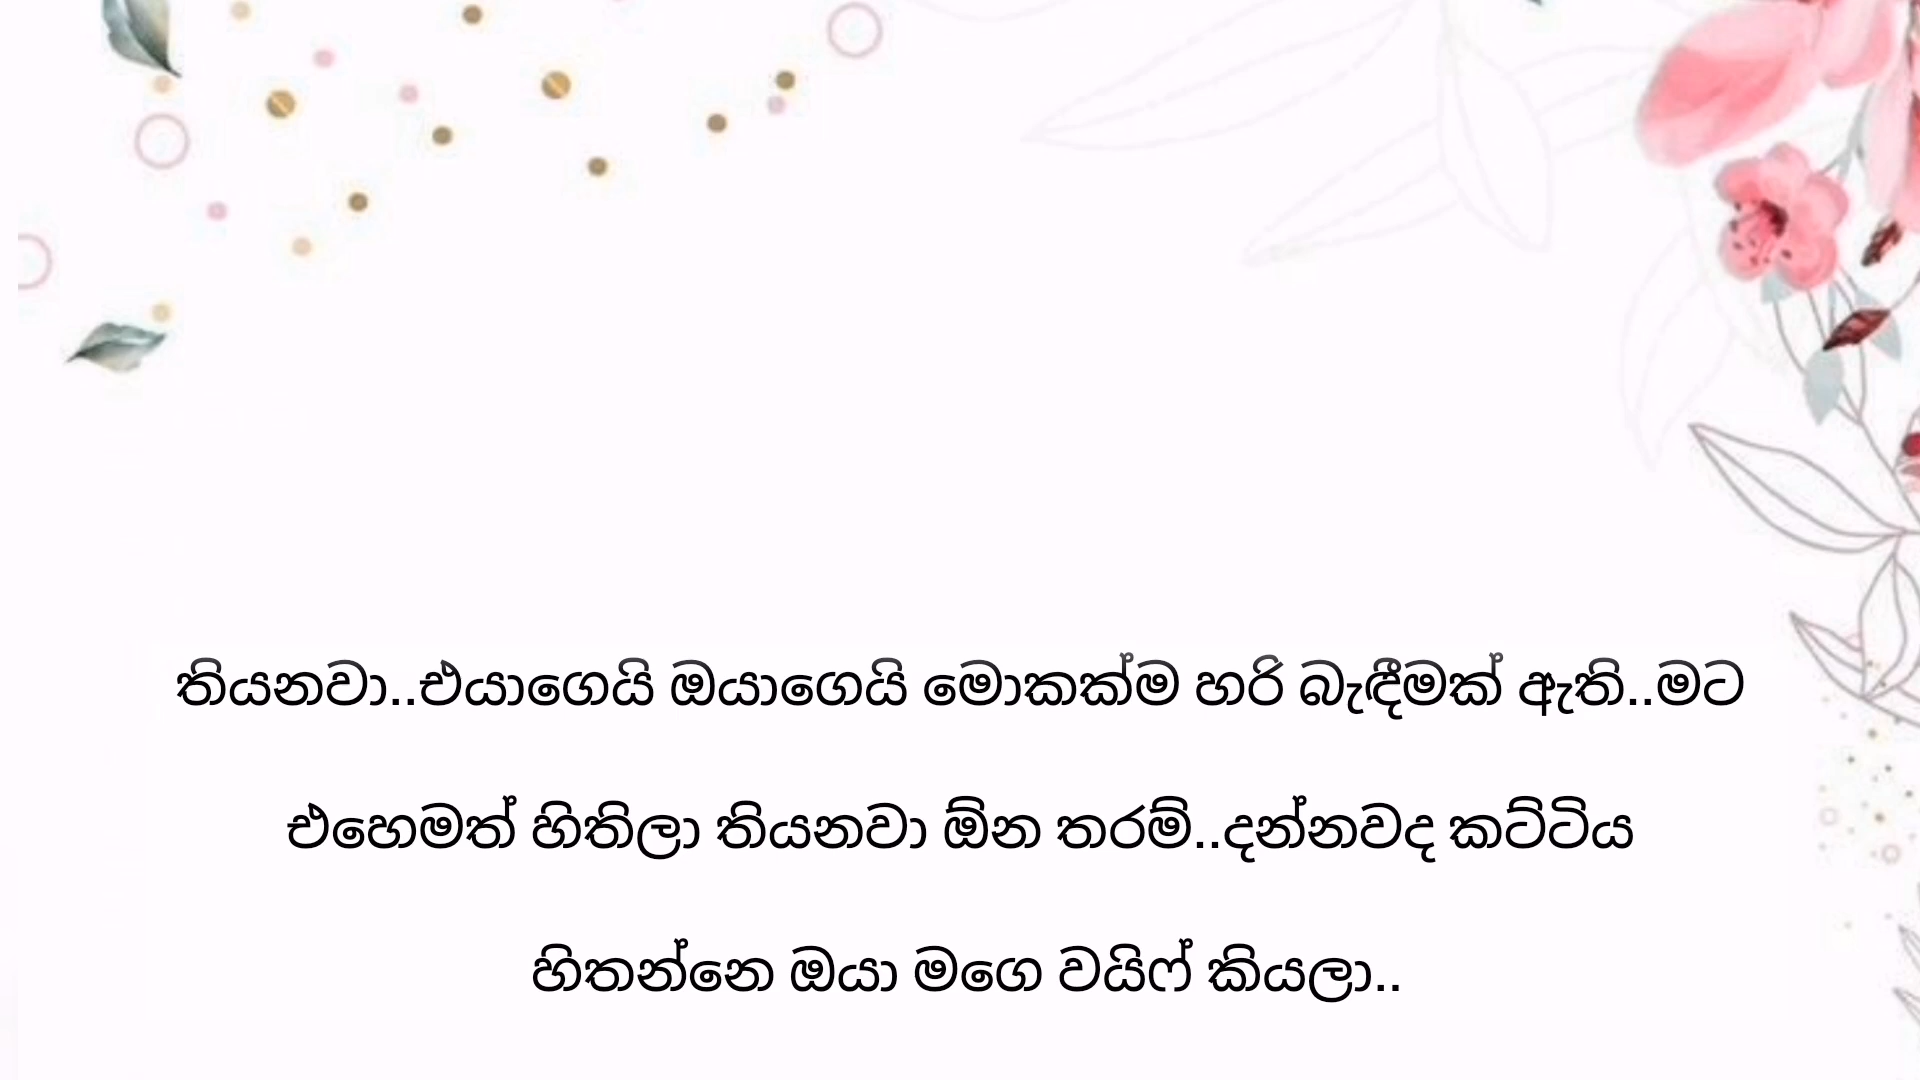 තියනවා..එයාගෙයි ඔයාගෙයි මොකක්ම හරි බැඳීමක් ඇති..මට
එහෙමත් හිතිලා තියනවා ඕන තරම්..දන්නවද කට්ටිය
හිතන්නෙ ඔයා මගෙ වයිෆ් කියලා..